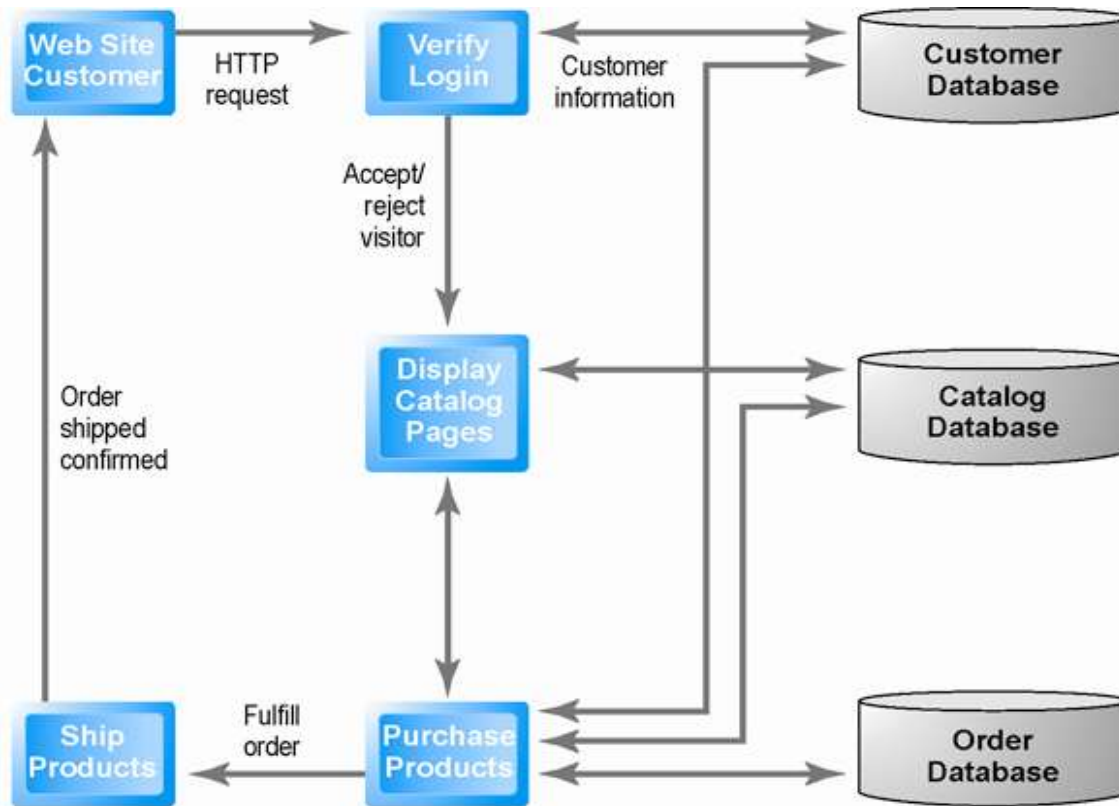 Web Site
Customer
HTTP
request
Verify
Login
Customer
information
Customer
Database
Accept/
reject
visitor
Display
Catalog
Pages
Catalog
Database
Order
shipped
confirmed
Ship
Products
Fulfill
order
Purchase
Products
Order
Database